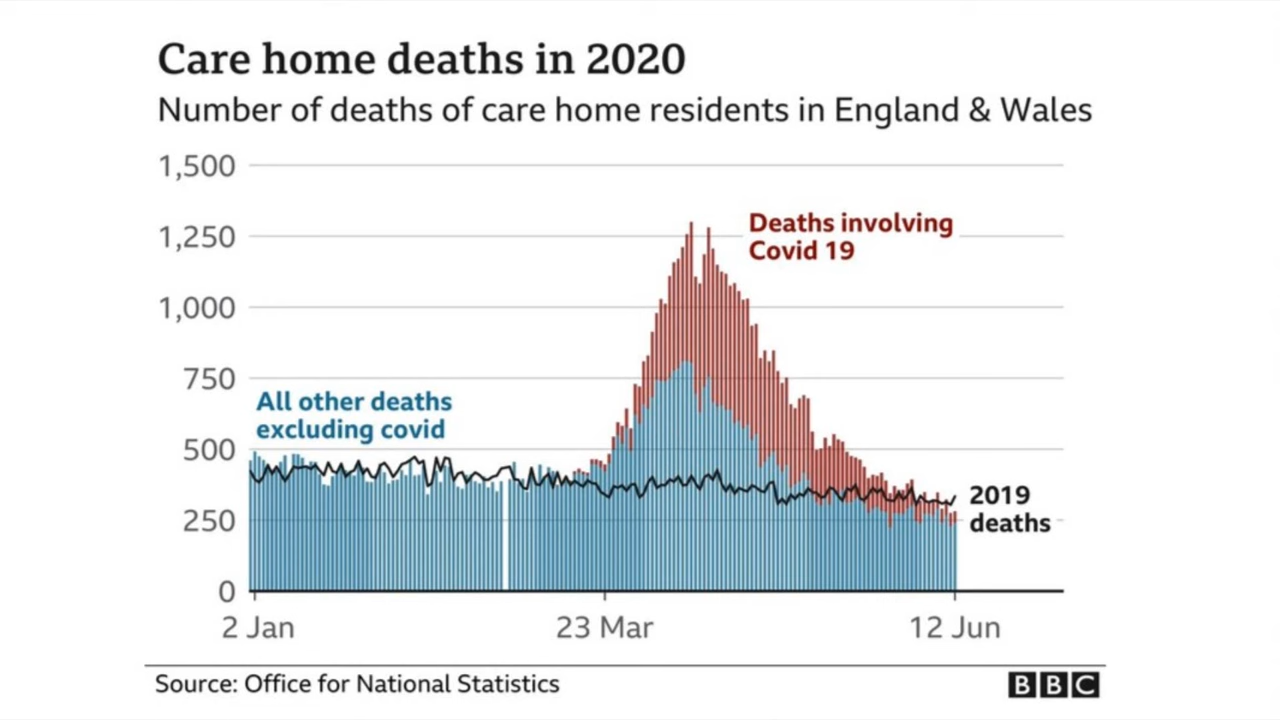 Care home deaths in 2020
Number of deaths of care home residents in England & Wales
1,500
1,250
1,000
750
500
250
0
Deaths involving
Covid 19
All other deaths
excluding covid
2019
deaths
2 Jan
23 Mar
12 Jun
Source: Office for National Statistics
BBC